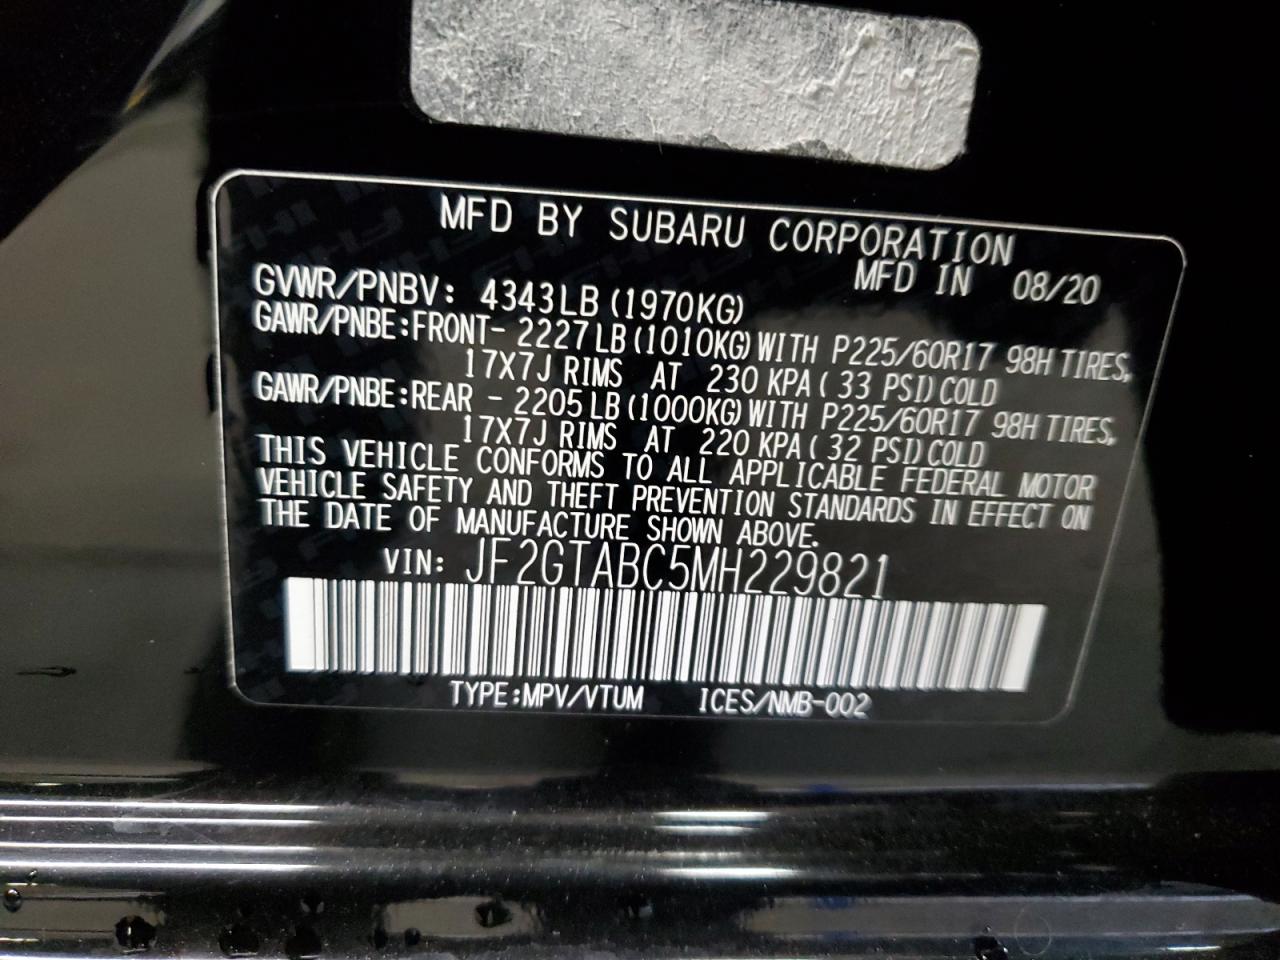 MFD BY SUBARU CORPORATION
MFD IN 08/20
GVWR/PNBV: 4343LB (1970KG)
GAWR/PNBE:FRONT- 2227LB(1010KG)WITH P225/60R17 98H TIRES,
17X7J RIMS AT 230 KPA( 33 PSI)COLD
GAWR/PNBE:REAR - 2205LB(1000KG)WITH P225/60R17 98H TIRES,
17X7J RIMS AT 220 KPA( 32 PSI)COLD
THIS VEHICLE CONFORMS TO ALL APPLICABLE FEDERAL MOTOR
VEHICLE SAFETY AND THEFT PREVENTION STANDARDS IN EFFECT ON
THE DATE OF MANUFACTURE SHOWN ABOVE.
VIN: JF2GTABC5MH229821
TYPE:MPV/VTUM ICES/NMB-002